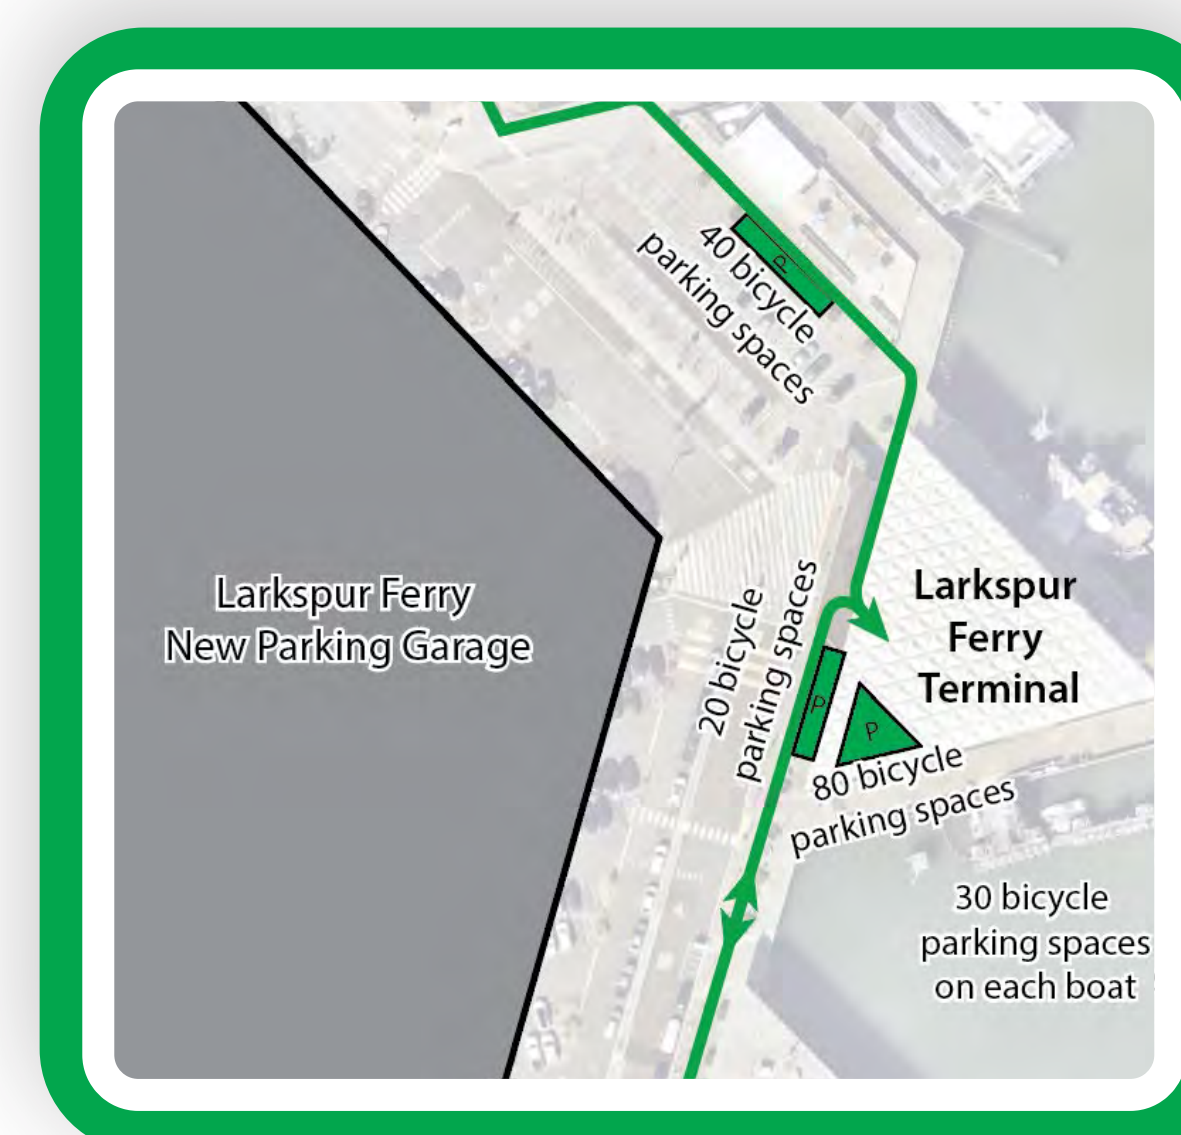 40 bicycle
parking spaces
P
Larkspur Ferry
New Parking Garage
20 bicycle
parking spaces
P
Larkspur
Ferry
Terminal
P
80 bicycle
parking spaces
30 bicycle
parking spaces
on each boat